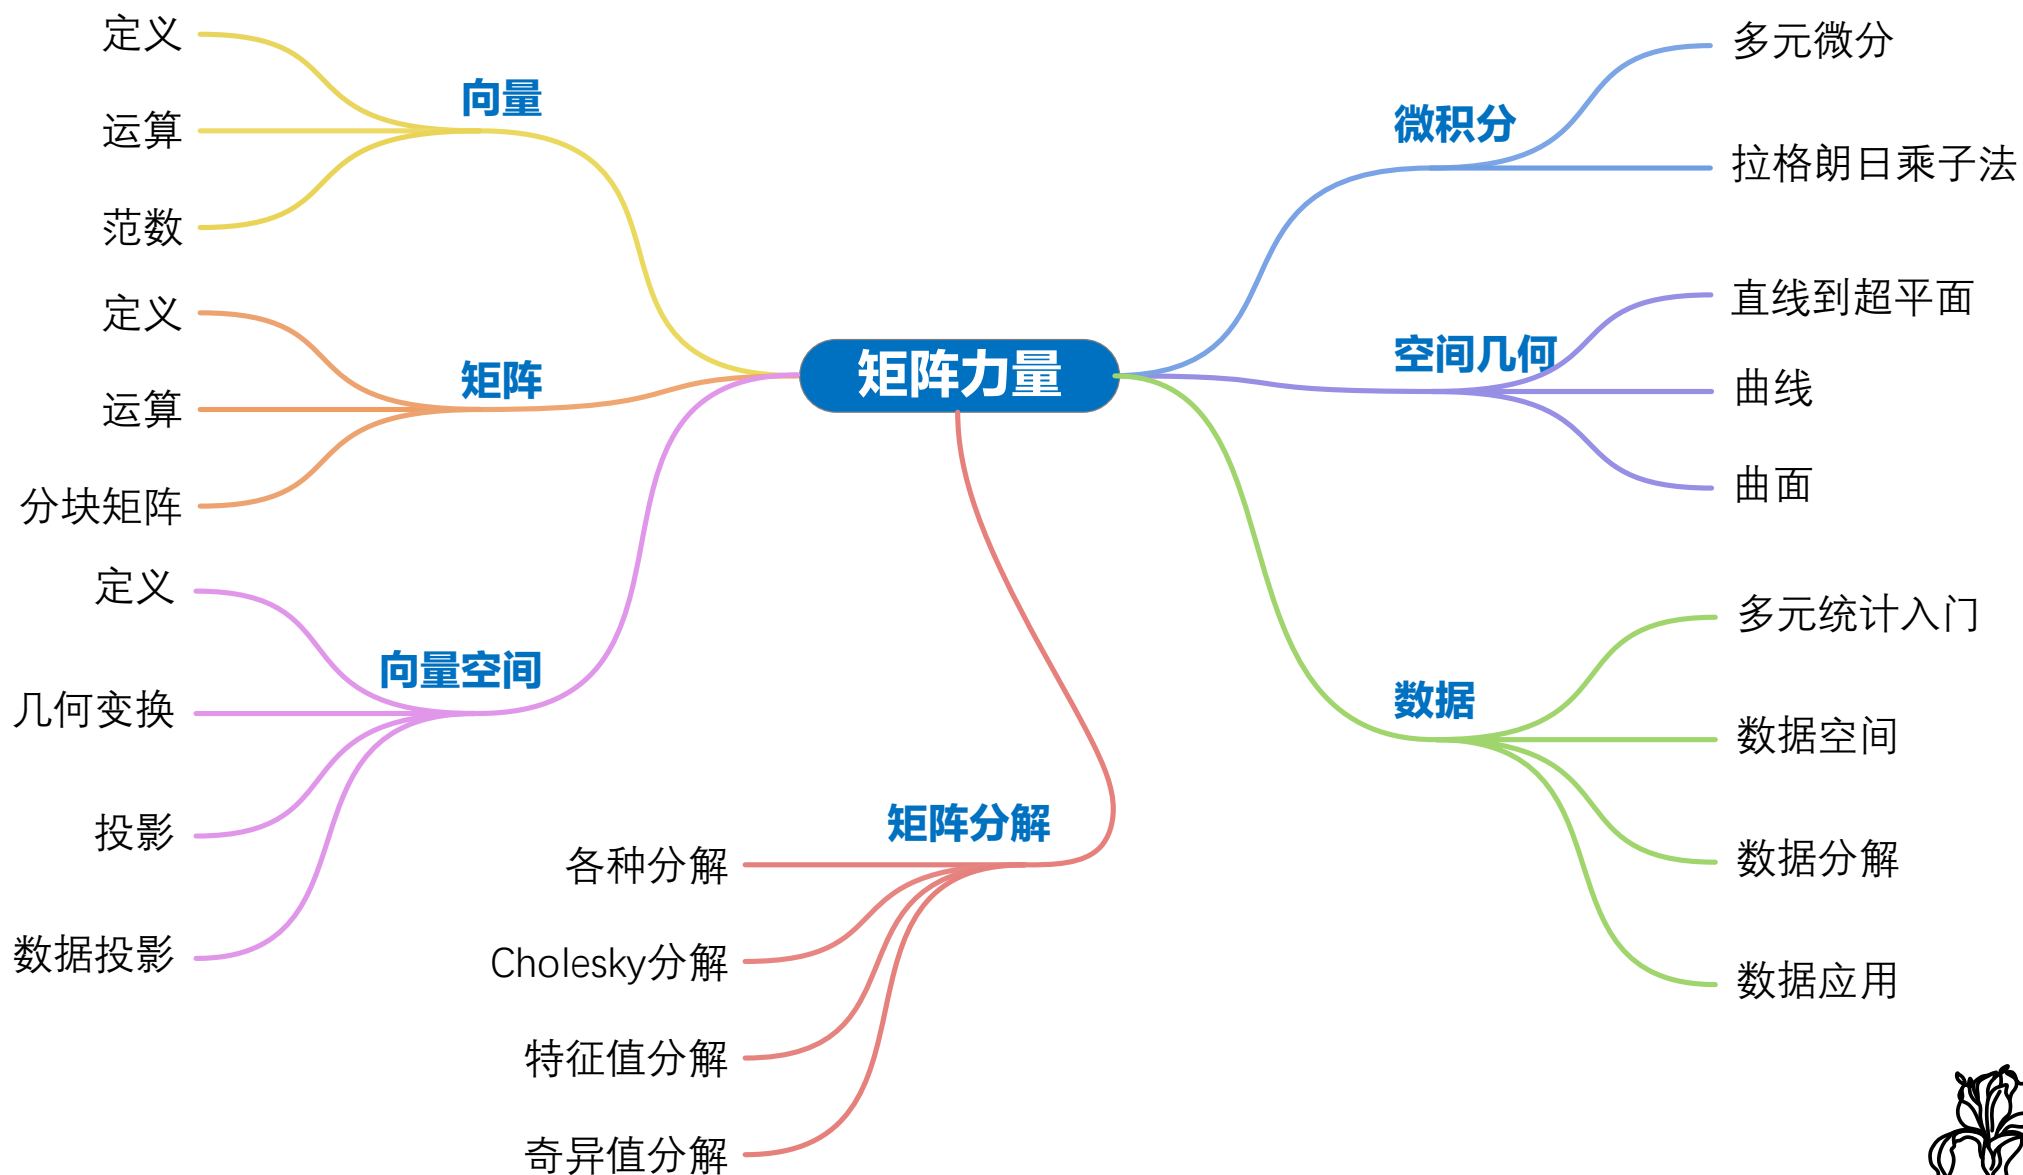 矩阵力量
向量
定义
运算
范数
矩阵
定义
运算
分块矩阵
向量空间
定义
几何变换
投影
数据投影
矩阵分解
各种分解
Cholesky分解
特征值分解
奇异值分解
微积分
多元微分
拉格朗日乘子法
空间几何
直线到超平面
曲线
曲面
数据
多元统计入门
数据空间
数据分解
数据应用